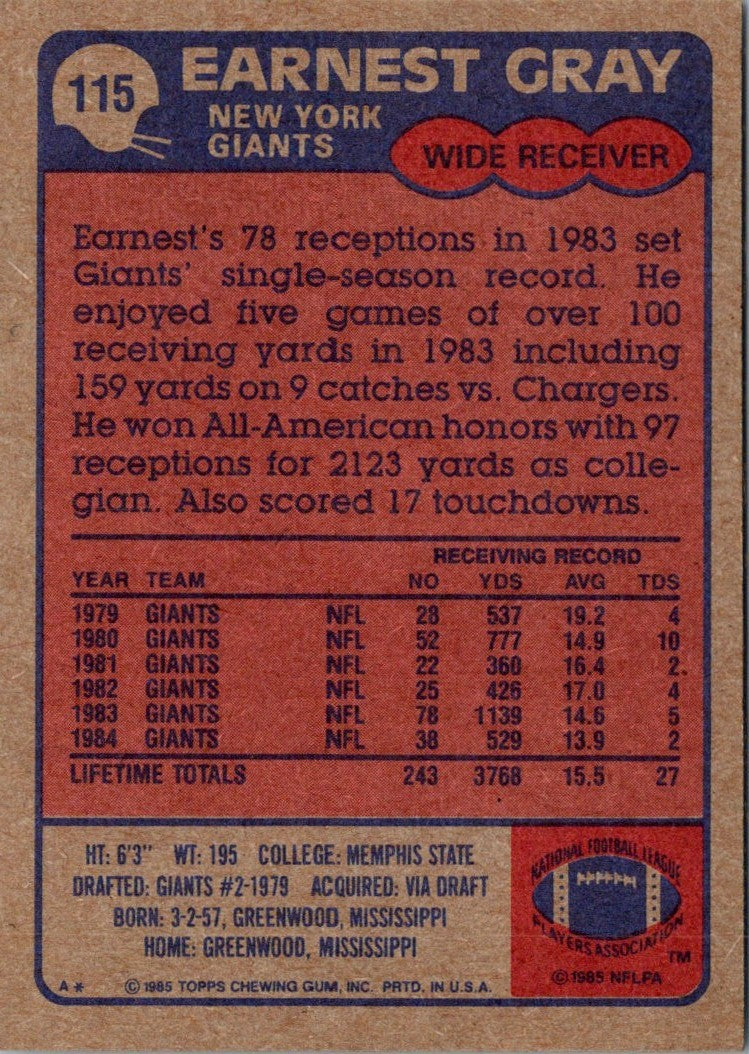 115
EARNEST GRAY
NEW YORK
GIANTS
WIDE RECEIVER
Earnest's 78 receptions in 1983 set
Giants' single-season record. He
enjoyed five games of over 100
receiving yards in 1983 including
159 yards on 9 catches vs. Chargers.
He won All-American honors with 97
receptions for 2123 yards as colle-
gian. Also scored 17 touchdowns.
RECEIVING RECORD
YEAR TEAM NO YDS AVG TDS
1979 GIANTS NFL 28 537 19.2 4
1980 GIANTS NFL 52 777 14.9 10
1981 GIANTS NFL 22 360 16.4 2.
1982 GIANTS NFL 25 426 17.0 4
1983 GIANTS NFL 78 1139 14.6 5
1984 GIANTS NFL 38 529 13.9 2
LIFETIME TOTALS 243 3768 15.5 27
HT: 6'3" WT: 195 COLLEGE: MEMPHIS STATE
DRAFTED: GIANTS #2-1979 ACQUIRED: VIA DRAFT
BORN: 3-2-57, GREENWOOD, MISSISSIPPI
HOME: GREENWOOD, MISSISSIPPI
A* © 1985 TOPPS CHEWING GUM, INC. PRTD. IN U.S.A.
NATIONAL FOOTBALL LEAGUE
PLAYERS ASSOCIATION
TM
© 1985 NFLPA